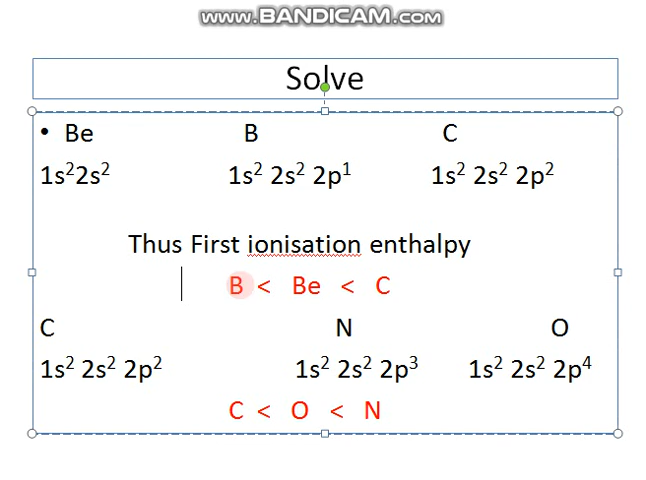 www.BANDICAM.com
Solve
• Be B C
1s²2s² 1s² 2s² 2p¹ 1s² 2s² 2p²
Thus First ionisation enthalpy
B < Be < C
C N O
1s² 2s² 2p² 1s² 2s² 2p³ 1s² 2s² 2p⁴
C < O < N